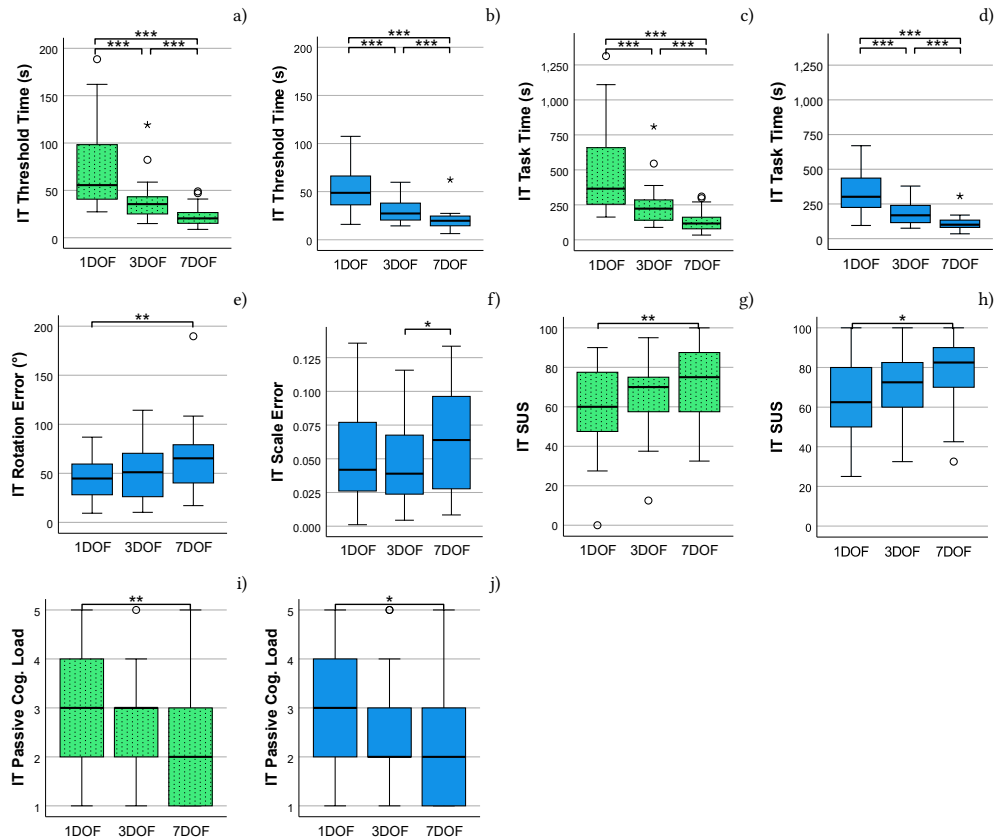 a)
IT Threshold Time (s)
200
150
100
50
0
***
*** ***
*
1DOF 3DOF 7DOF
b)
IT Threshold Time (s)
200
150
100
50
0
***
*** ***
*
1DOF 3DOF 7DOF
c)
IT Task Time (s)
1,250
1,000
750
500
250
0
***
*** ***
*
1DOF 3DOF 7DOF
d)
IT Task Time (s)
1,250
1,000
750
500
250
0
***
*** ***
*
1DOF 3DOF 7DOF
e)
IT Rotation Error (°)
200
150
100
50
0
**
1DOF 3DOF 7DOF
f)
IT Scale Error
0.125
0.100
0.075
0.050
0.025
0.000
*
1DOF 3DOF 7DOF
g)
IT SUS
100
80
60
40
20
0
**
1DOF 3DOF 7DOF
h)
IT SUS
100
80
60
40
20
0
*
1DOF 3DOF 7DOF
i)
IT Passive Cog. Load
5
4
3
2
1
**
1DOF 3DOF 7DOF
j)
IT Passive Cog. Load
5
4
3
2
1
*
1DOF 3DOF 7DOF